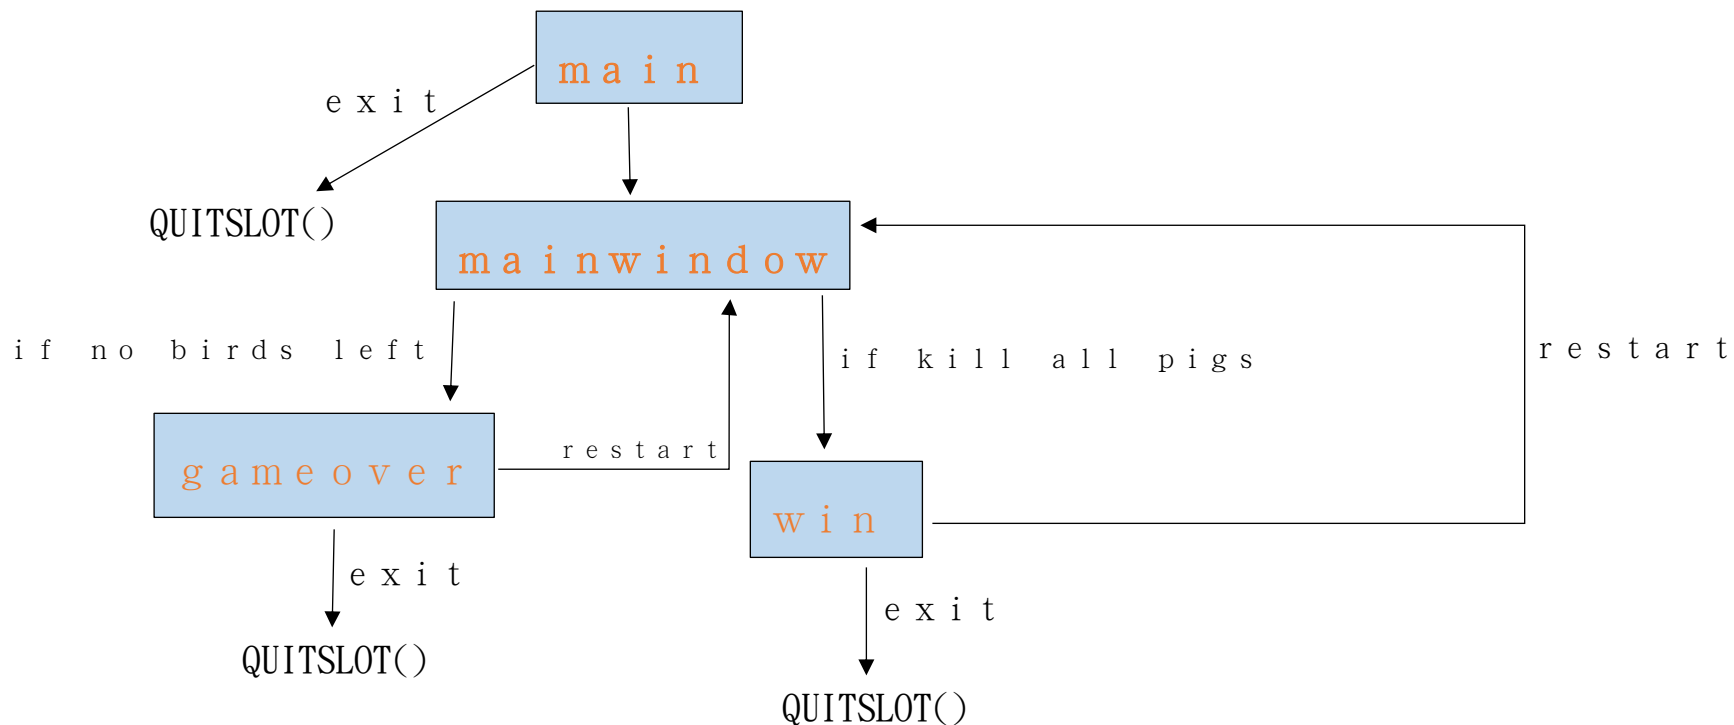 main
exit
QUITSLOT()
mainwindow
if no birds left
if kill all pigs
restart
restart
gameover
win
exit
exit
QUITSLOT()
QUITSLOT()